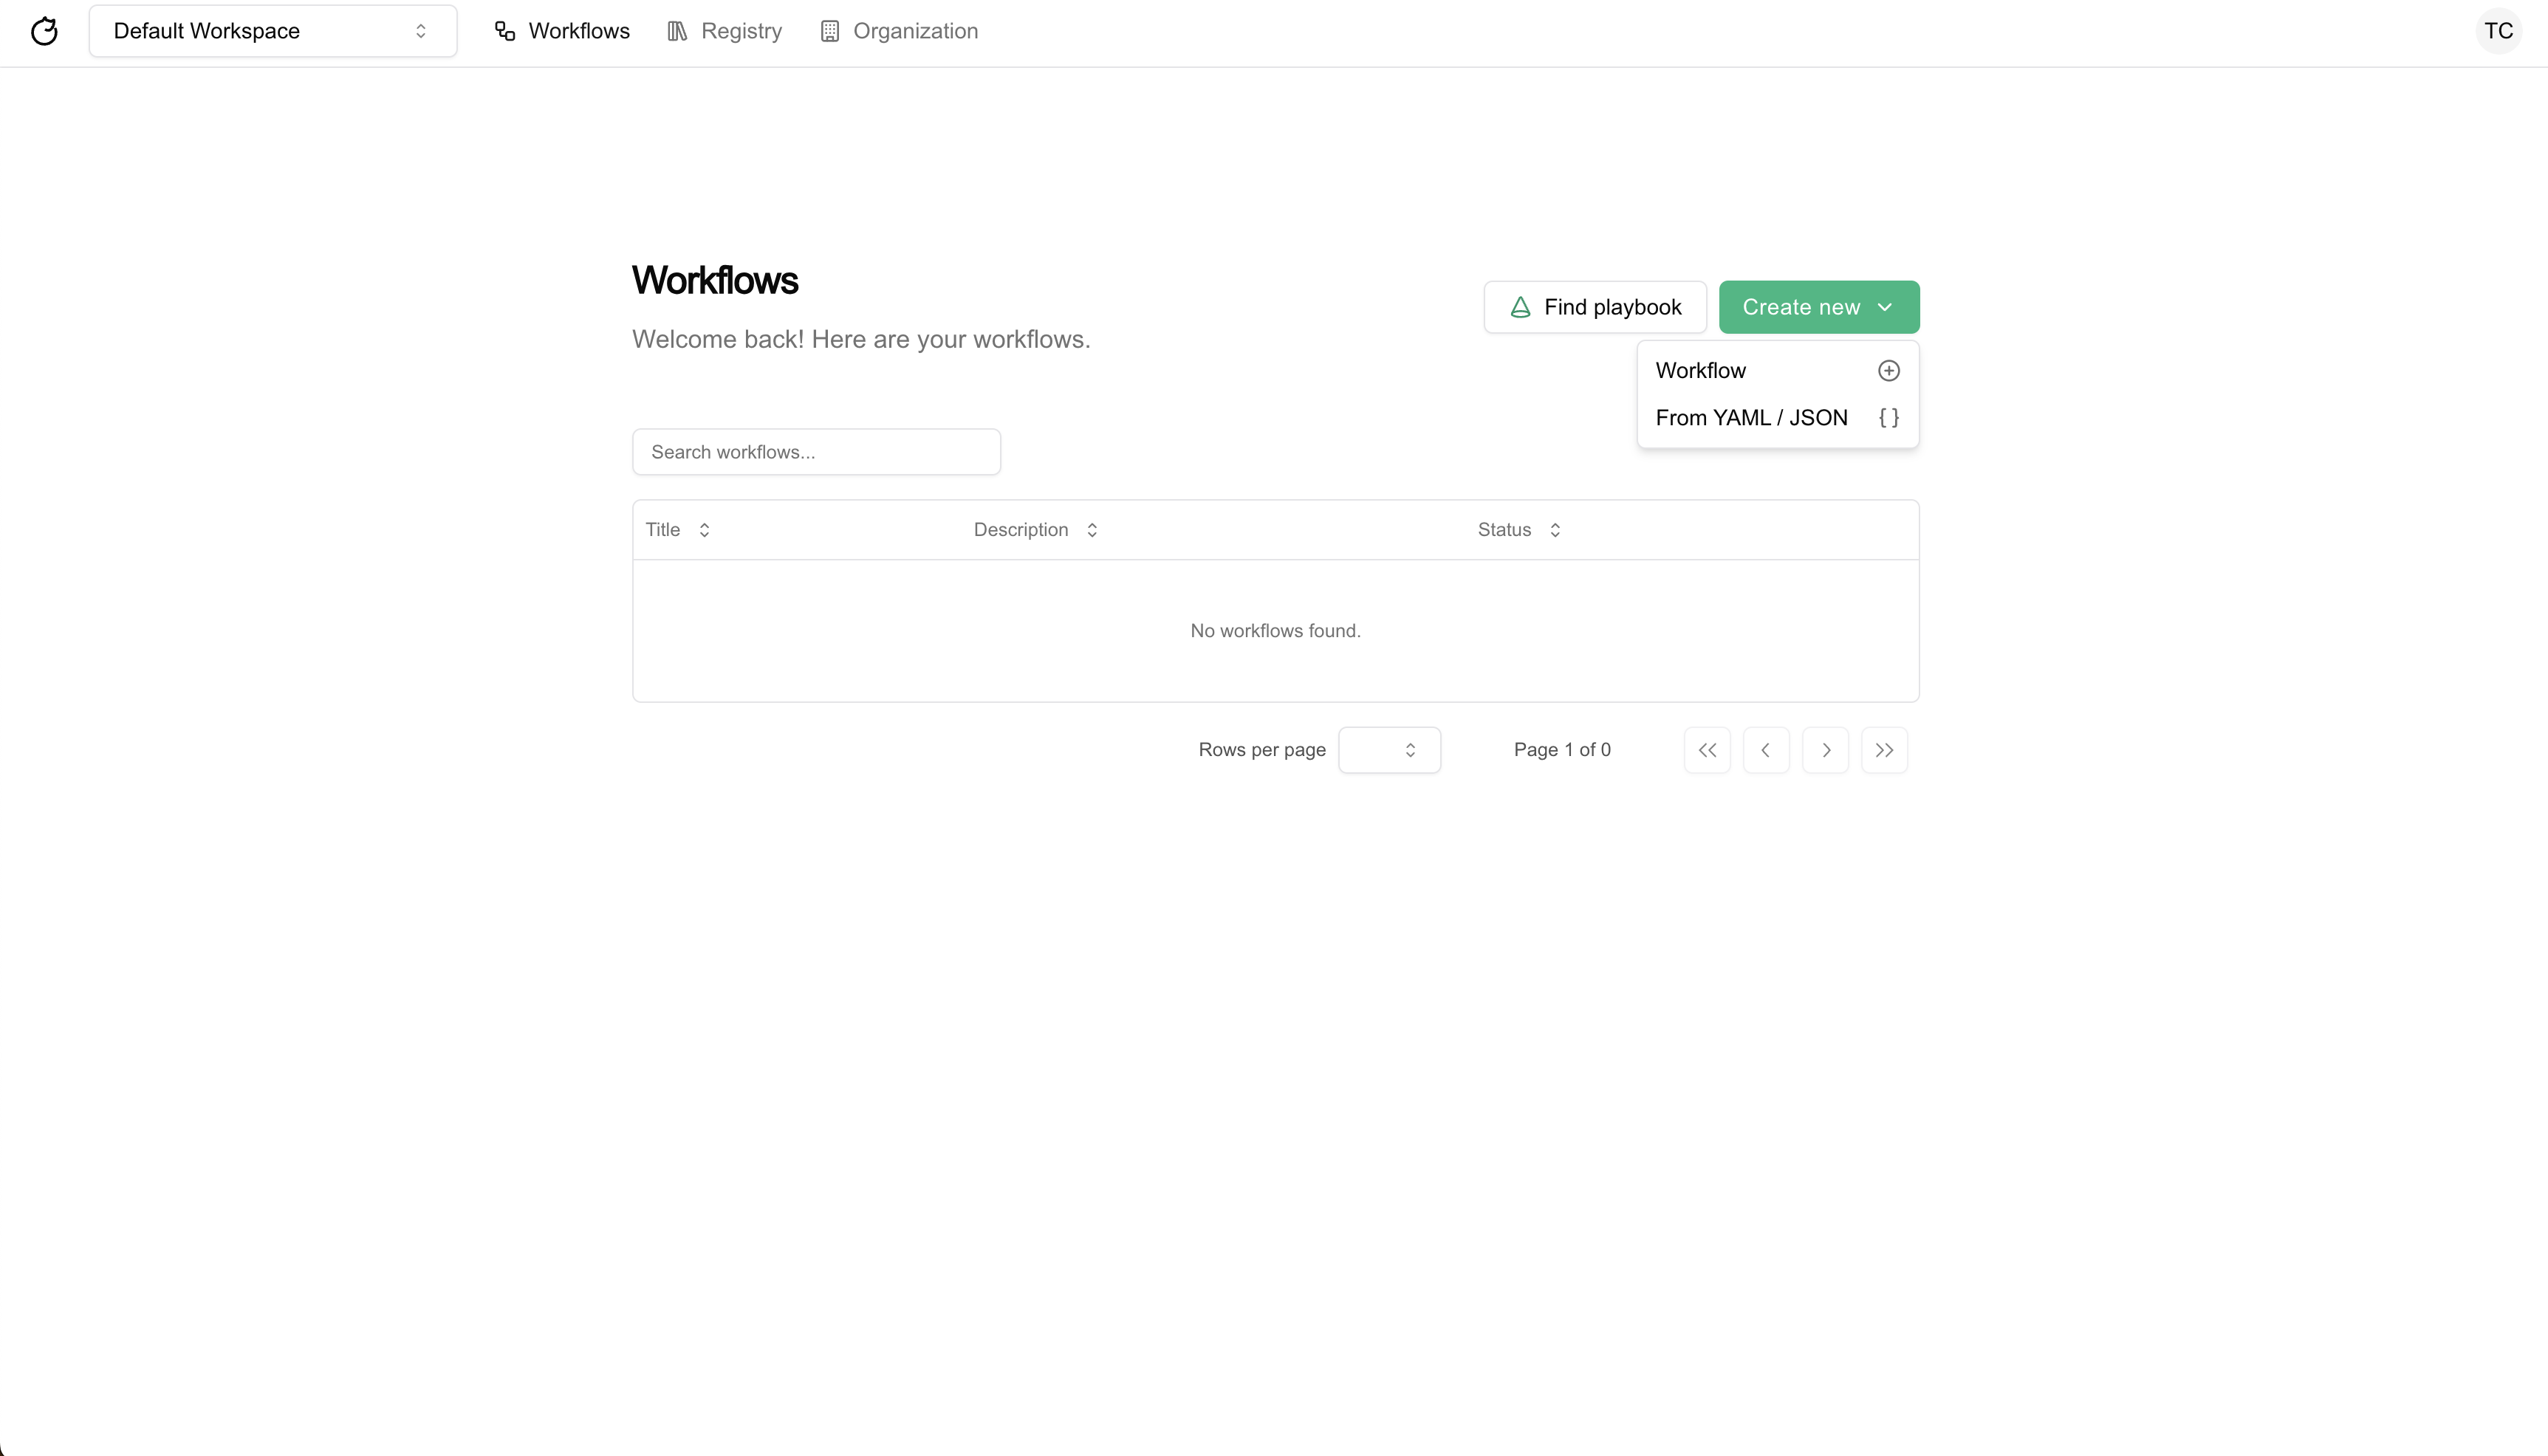 Default Workspace
Workflows
Registry
Organization
TC
Workflows
Welcome back! Here are your workflows.
Find playbook
Create new
Workflow
From YAML / JSON
Search workflows...
Title
Description
Status
No workflows found.
Rows per page
Page 1 of 0